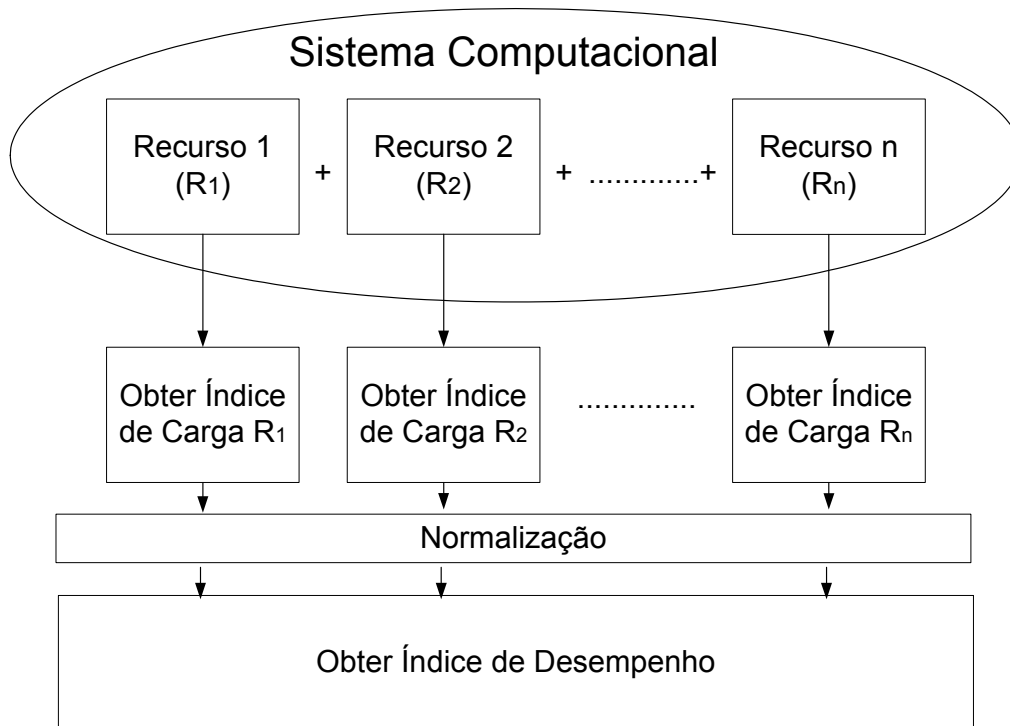 Sistema Computacional
Recurso 1
(R1)
+
Recurso 2
(R2)
+ .............+
Recurso n
(Rn)
Obter Índice
de Carga R1
Obter Índice
de Carga R2
..............
Obter Índice
de Carga Rn
Normalização
Obter Índice de Desempenho